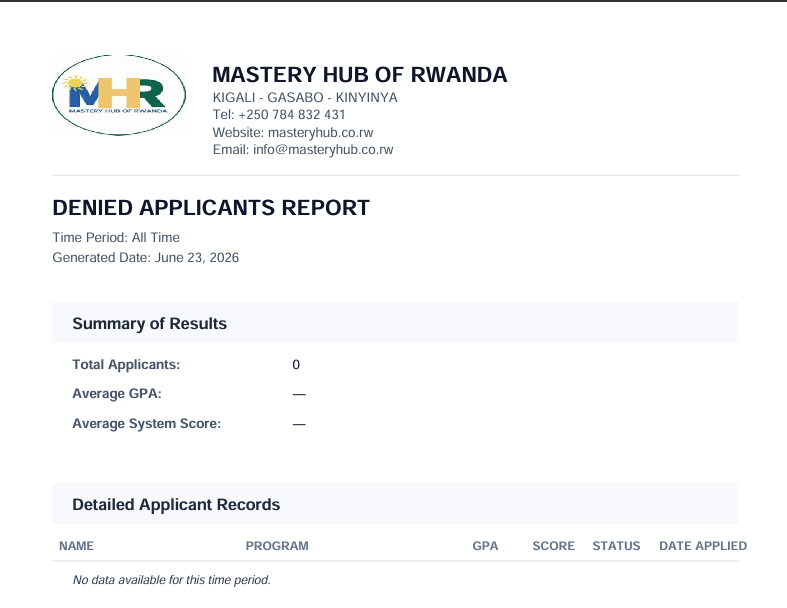 MHR
MASTERY HUB OF RWANDA
MASTERY HUB OF RWANDA
KIGALI - GASABO - KINYINYA
Tel: +250 784 832 431
Website: masteryhub.co.rw
Email: info@masteryhub.co.rw
DENIED APPLICANTS REPORT
Time Period: All Time
Generated Date: June 23, 2026
Summary of Results
Total Applicants: 0
Average GPA: —
Average System Score: —
Detailed Applicant Records
NAME PROGRAM GPA SCORE STATUS DATE APPLIED
No data available for this time period.